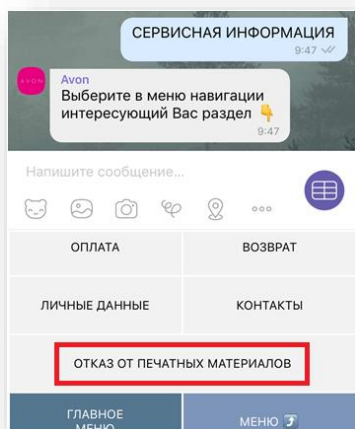 СЕРВИСНАЯ ИНФОРМАЦИЯ
9:47
AVON
Avon
Выберите в меню навигации
интересующий Вас раздел 👇
9:47
Напишите сообщение...
ОПЛАТА
ВОЗВРАТ
ЛИЧНЫЕ ДАННЫЕ
КОНТАКТЫ
ОТКАЗ ОТ ПЕЧАТНЫХ МАТЕРИАЛОВ
ГЛАВНОЕ
МЕНЮ
МЕНЮ ⤴️